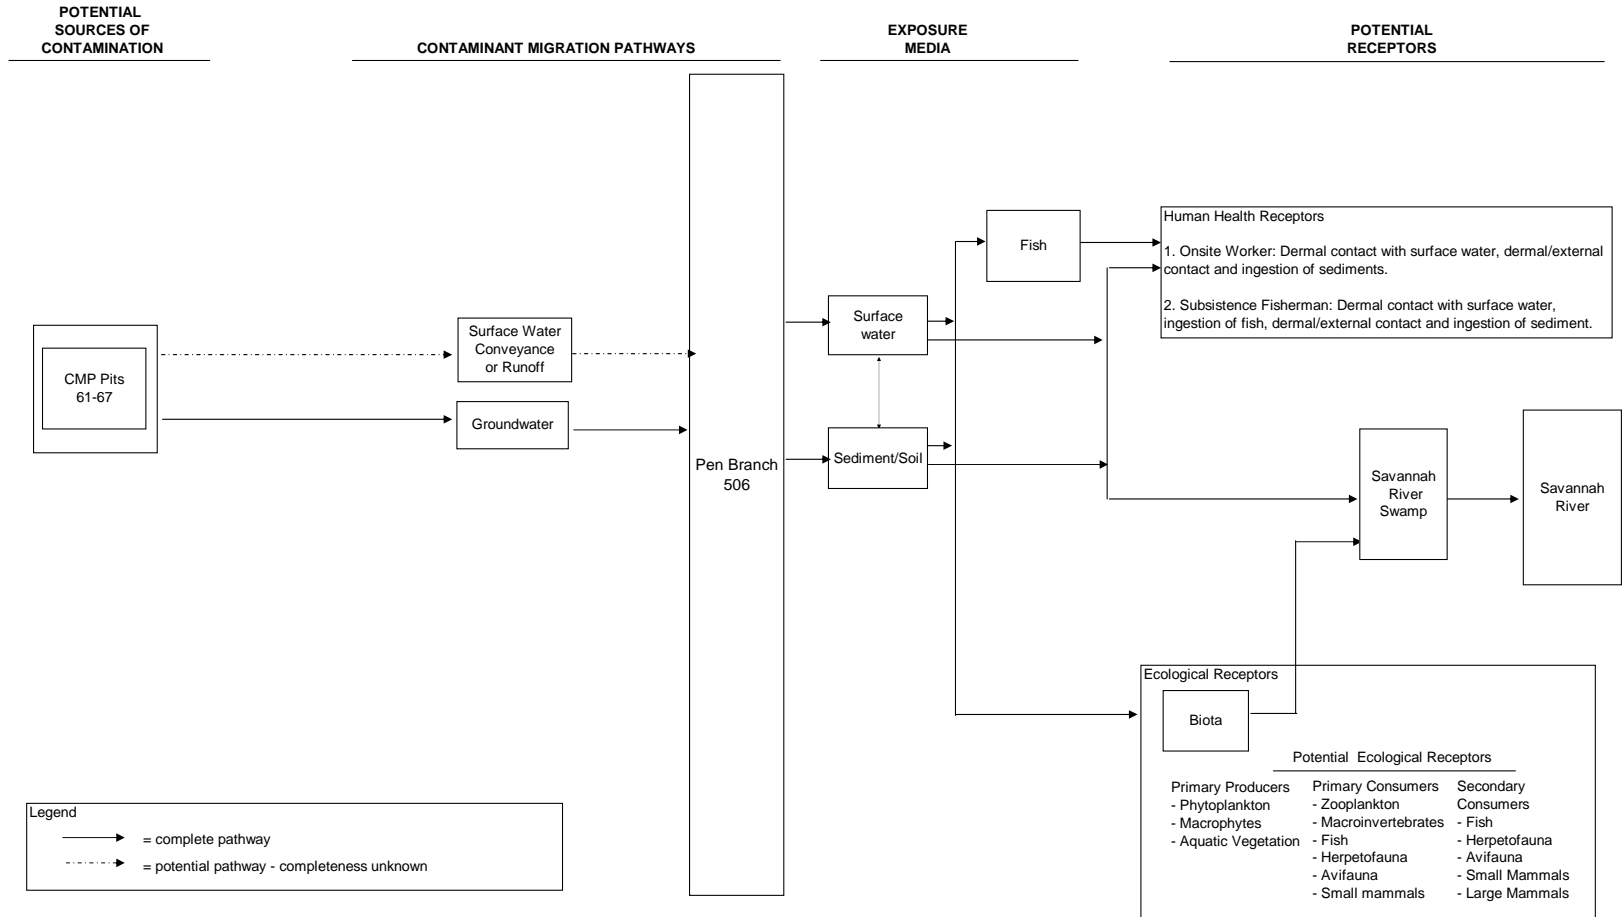 POTENTIAL
SOURCES OF
CONTAMINATION
CONTAMINANT MIGRATION PATHWAYS
EXPOSURE
MEDIA
POTENTIAL
RECEPTORS
CMP Pits
61-67
Surface Water
Conveyance
or Runoff
Groundwater
Pen Branch
506
Surface
water
Sediment/Soil
Fish
Human Health Receptors
1. Onsite Worker: Dermal contact with surface water, dermal/external
contact and ingestion of sediments.
2. Subsistence Fisherman: Dermal contact with surface water,
ingestion of fish, dermal/external contact and ingestion of sediment.
Savannah
River
Swamp
Savannah
River
Ecological Receptors
Biota
Potential Ecological Receptors
Primary Producers
- Phytoplankton
- Macrophytes
- Aquatic Vegetation
Primary Consumers
- Zooplankton
- Macroinvertebrates
- Fish
- Herpetofauna
- Avifauna
- Small mammals
Secondary
Consumers
- Fish
- Herpetofauna
- Avifauna
- Small Mammals
- Large Mammals
Legend
= complete pathway
= potential pathway - completeness unknown